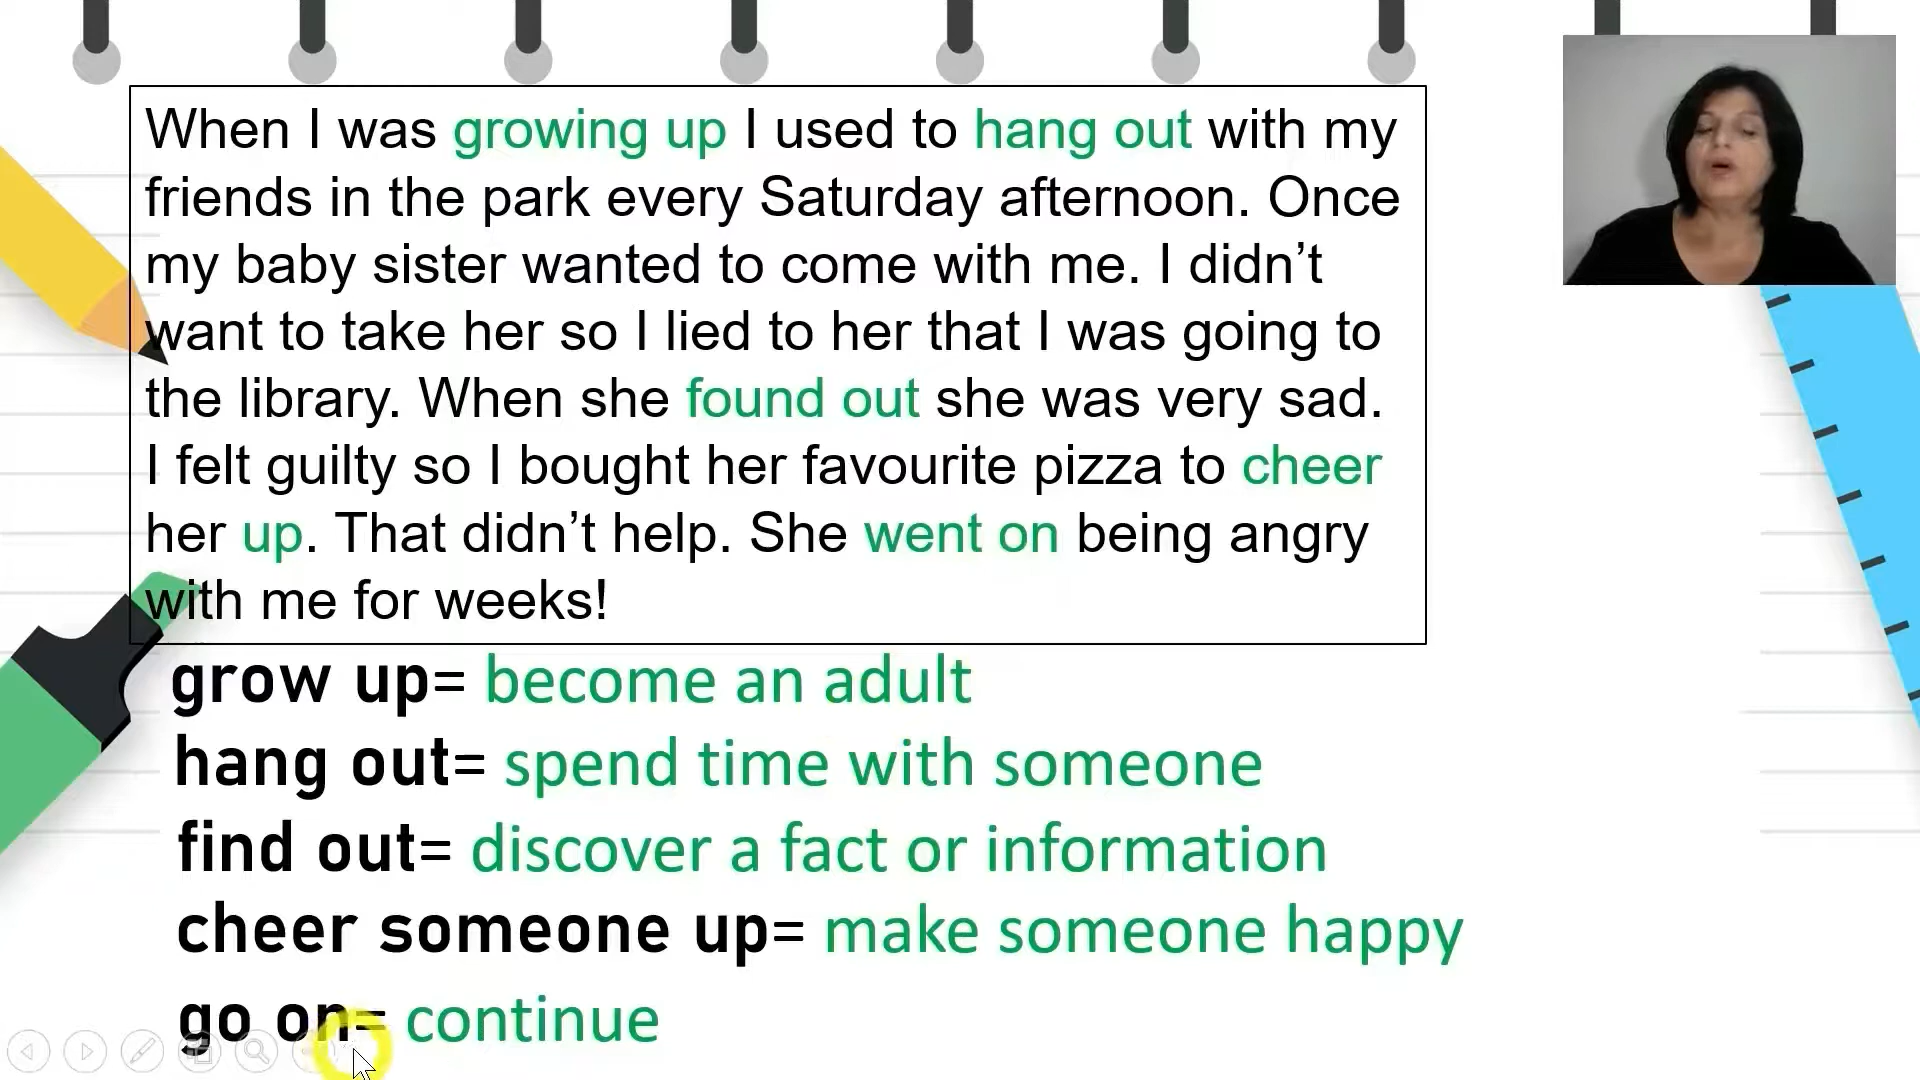 When I was growing up I used to hang out with my
friends in the park every Saturday afternoon. Once
my baby sister wanted to come with me. I didn’t
want to take her so I lied to her that I was going to
the library. When she found out she was very sad.
I felt guilty so I bought her favourite pizza to cheer
her up. That didn’t help. She went on being angry
with me for weeks!
grow up= become an adult
hang out= spend time with someone
find out= discover a fact or information
cheer someone up= make someone happy
go on= continue